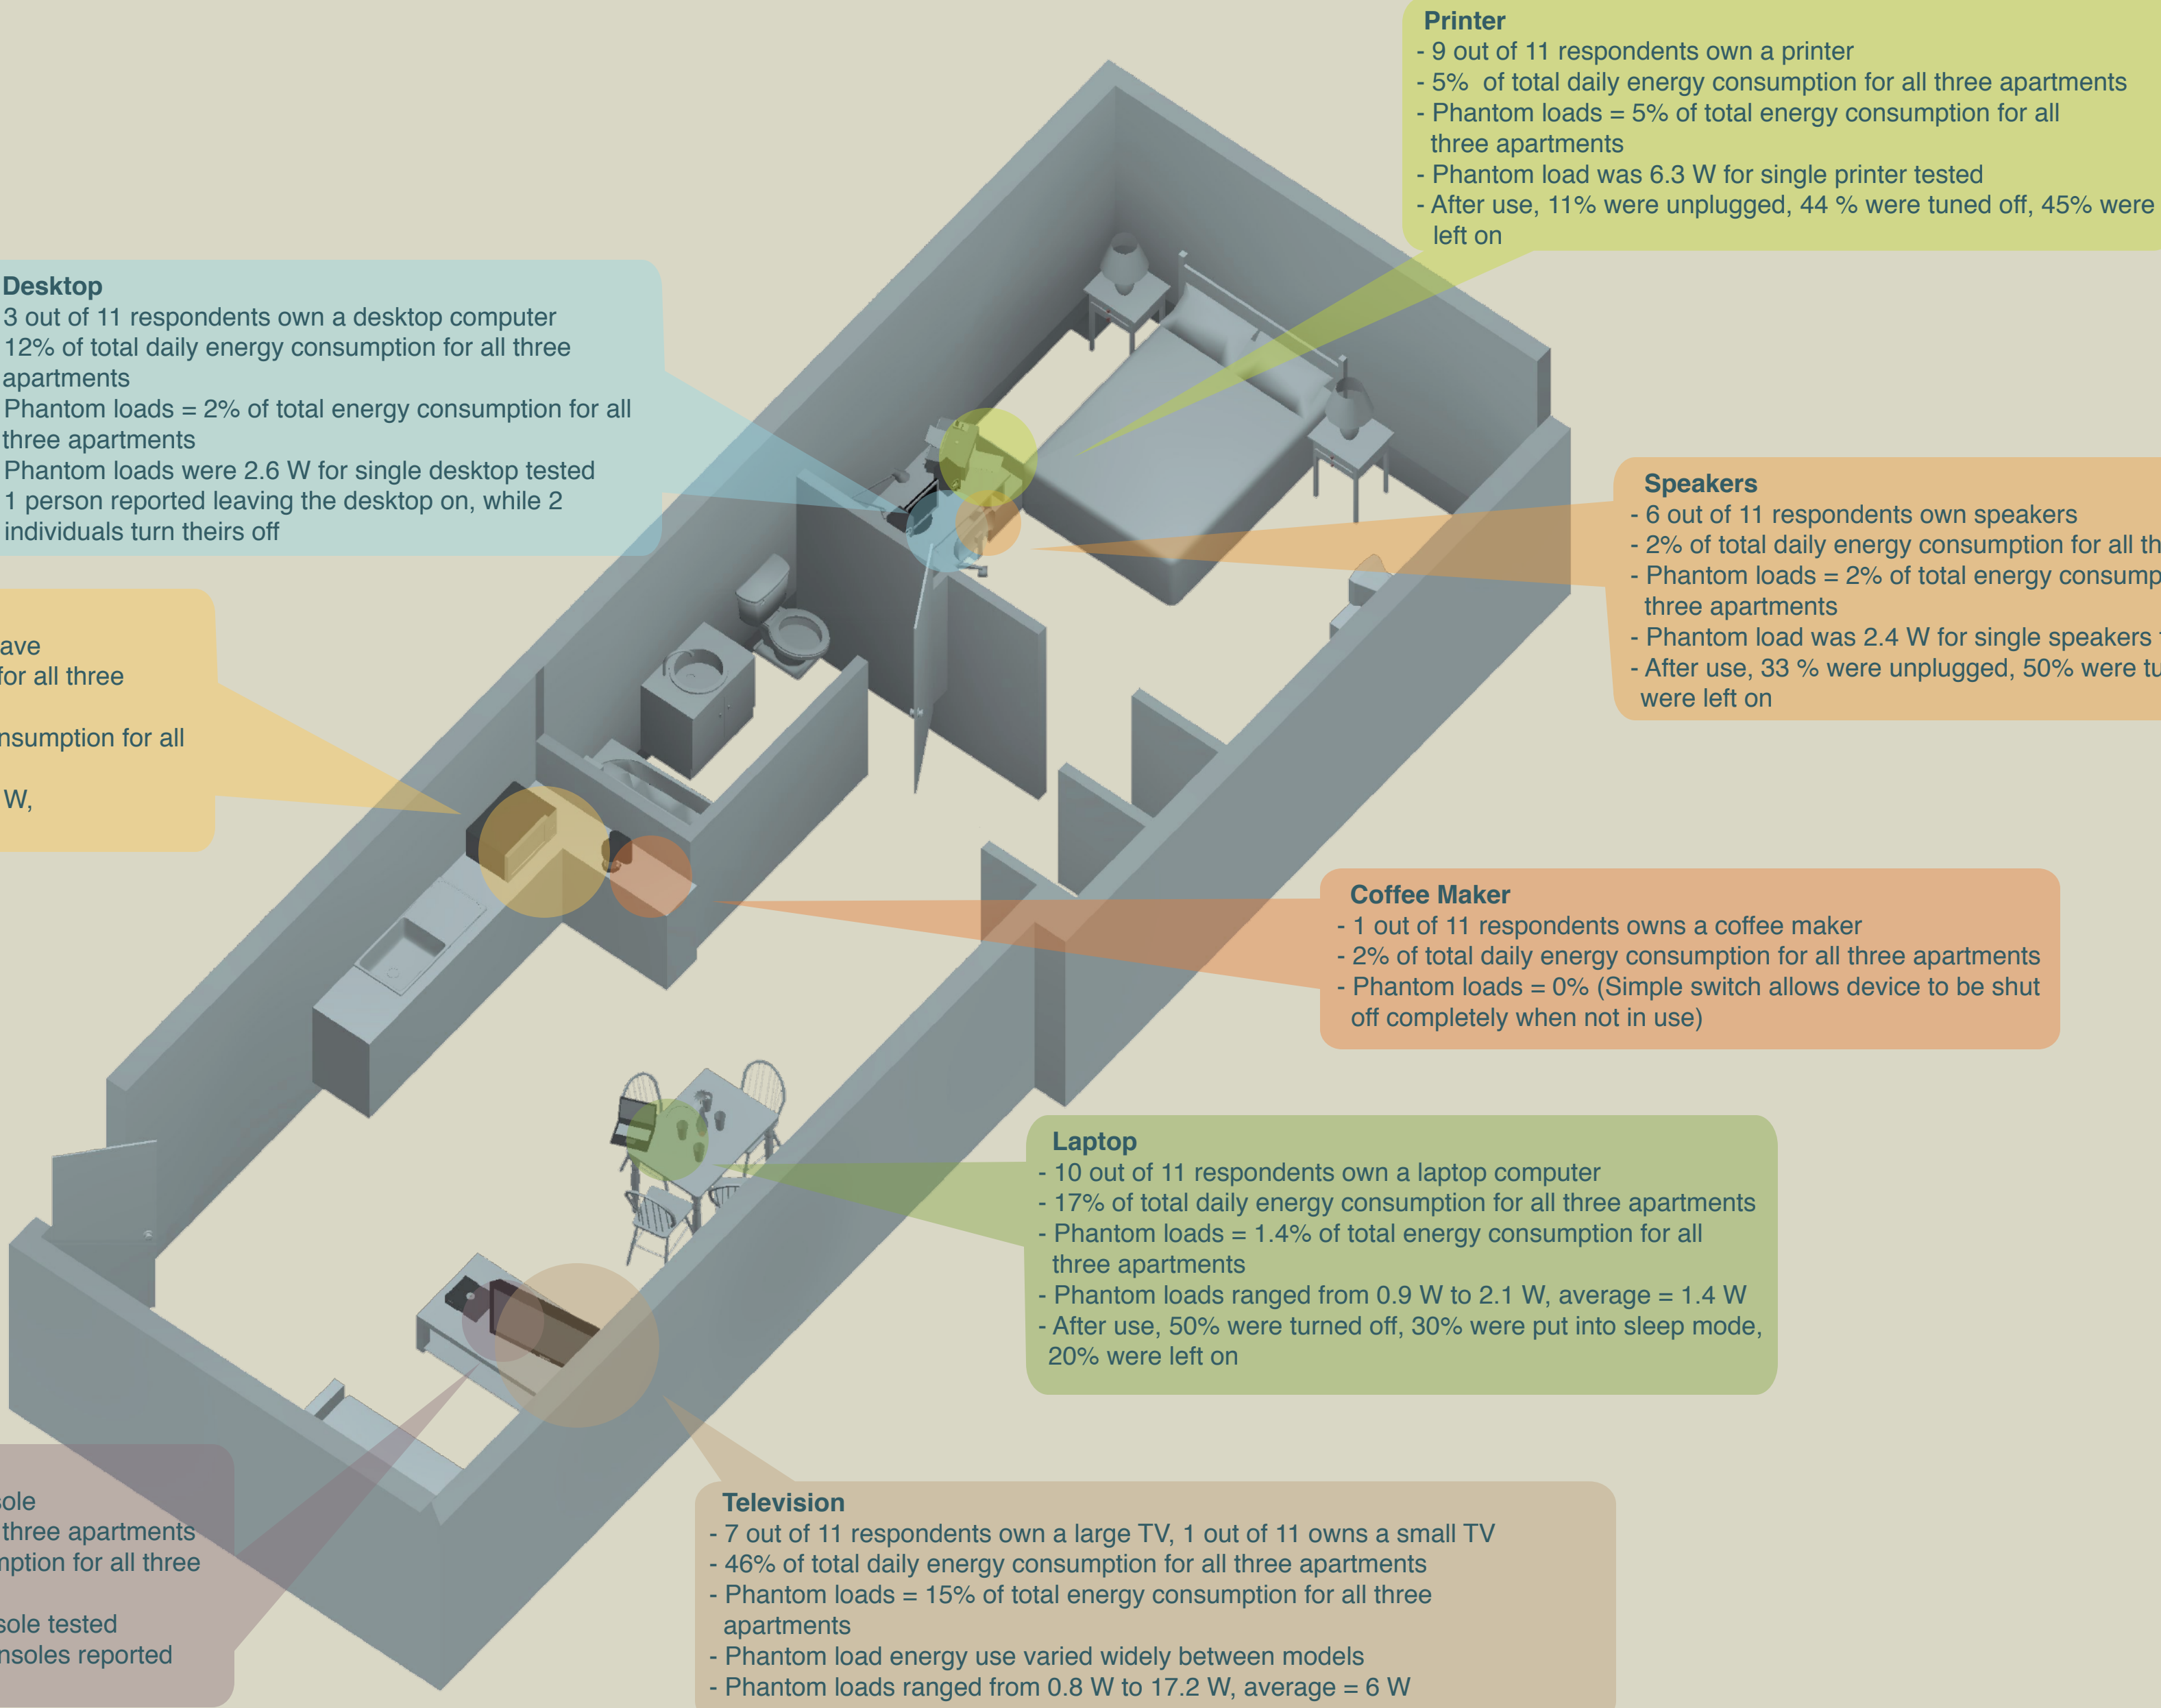 Printer
- 9 out of 11 respondents own a printer
- 5%  of total daily energy consumption for all three apartments
- Phantom loads = 5% of total energy consumption for all
three apartments
- Phantom load was 6.3 W for single printer tested
- After use, 11% were unplugged, 44 % were tuned off, 45% were
left on
Desktop
3 out of 11 respondents own a desktop computer
12% of total daily energy consumption for all three
apartments
Phantom loads = 2% of total energy consumption for all
three apartments
Phantom loads were 2.6 W for single desktop tested
1 person reported leaving the desktop on, while 2
individuals turn theirs off
Speakers
- 6 out of 11 respondents own speakers
- 2% of total daily energy consumption for all
- Phantom loads = 2% of total energy
three apartments
- Phantom load was 2.4 W for single speakers
- After use, 33 % were unplugged, 50% were
were left on
for all three
for all
W,
Coffee Maker
- 1 out of 11 respondents owns a coffee maker
- 2% of total daily energy consumption for all three apartments
- Phantom loads = 0% (Simple switch allows device to be shut
off completely when not in use)
Laptop
- 10 out of 11 respondents own a laptop computer
- 17% of total daily energy consumption for all three apartments
- Phantom loads = 1.4% of total energy consumption for all
three apartments
- Phantom loads ranged from 0.9 W to 2.1 W, average = 1.4 W
- After use, 50% were turned off, 30% were put into sleep mode,
20% were left on
three apartments
for all three
tested
reported
Television
- 7 out of 11 respondents own a large TV, 1 out of 11 owns a small TV
- 46% of total daily energy consumption for all three apartments
- Phantom loads = 15% of total energy consumption for all three
apartments
- Phantom load energy use varied widely between models
- Phantom loads ranged from 0.8 W to 17.2 W, average = 6 W